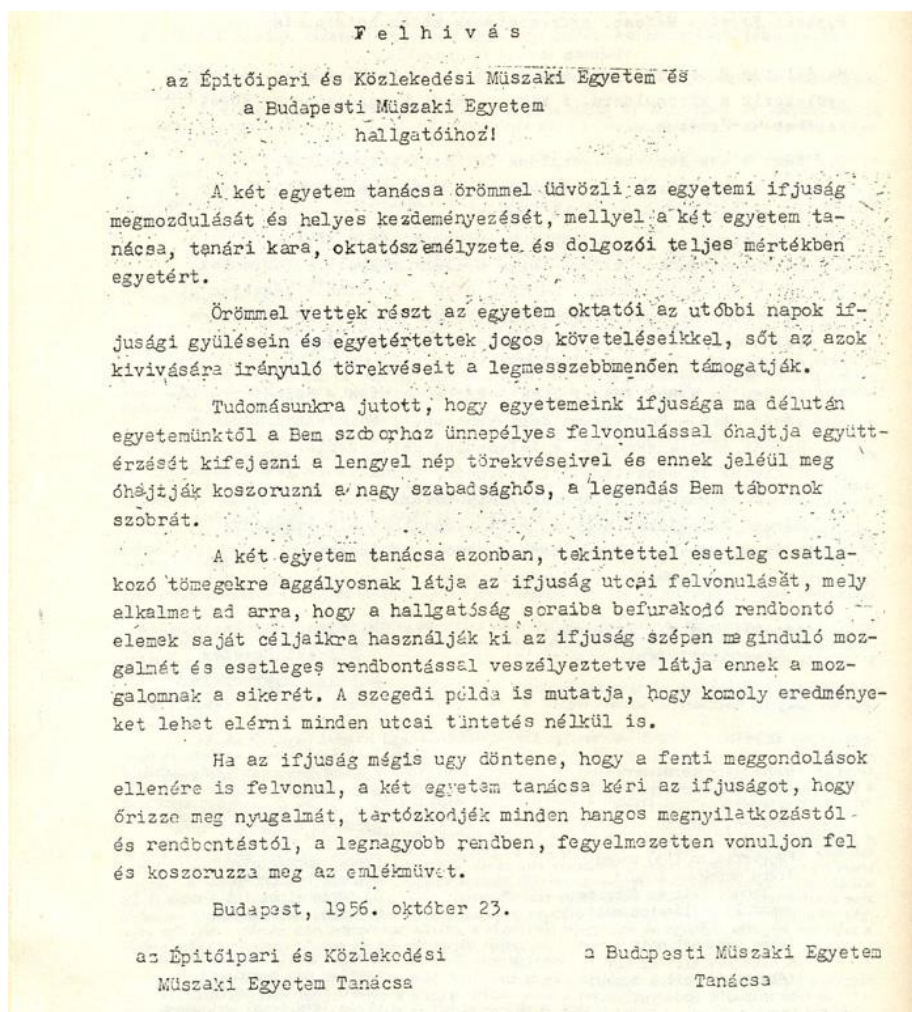 Felhivás
az Épitőipari és Közlekedési Müszaki Egyetem és
a Budapesti Müszaki Egyetem
hallgatóihoz!
A két egyetem tanácsa örömmel üdvözli az egyetemi ifjuság
megmozdulását és helyes kezdeményezését, mellyel a két egyetem ta-
nácsa, tanári kara, oktatószemélyzete és dolgozói teljes mértékben
egyetért.
Örömmel vettek részt az egyetem oktatói az utóbbi napok if-
jusági gyülésein és egyetértettek jogos követeléseikkel, sőt az azok
kivivására irányuló törekvéseit a legmesszebbmenően támogatják.
Tudomásunkra jutott, hogy egyetemeink ifjusága ma délután
egyetemünktől a Bem szoborhoz ünnepélyes felvonulással óhajtja együtt-
érzését kifejezni a lengyel nép törekvéseivel és ennek jeléül meg
óhajtják koszoruzni a nagy szabadsághős, a legendás Bem tábornok
szobrát.
A két egyetem tanácsa azonban, tekintettel esetleg csatla-
kozó tömegekre aggályosnak látja az ifjuság utcai felvonulását, mely
alkalmat ad arra, hogy a hallgatóság soraiba befurakodó rendbontó
elemek saját céljaikra használják ki az ifjuság szépen meginduló moz-
galmát és esetleges rendbontással veszélyeztetve látja ennek a moz-
galomnak a sikerét. A szegedi példa is mutatja, hogy komoly eredménye-
ket lehet elérni minden utcai tüntetés nélkül is.
Ha az ifjuság mégis ugy döntene, hogy a fenti meggondolások
ellenére is felvonul, a két egyetem tanácsa kéri az ifjuságot, hogy
őrizze meg nyugalmát, tartózkodjék minden hangos megnyilatkozástól
és rendbontástól, a legnagyobb rendben, fegyelmezetten vonuljon fel
és koszoruzza meg az emlékmüvet.
Budapest, 1956. október 23.
az Épitőipari és Közlekedési
Müszaki Egyetem Tanácsa
a Budapesti Müszaki Egyetem
Tanácsa